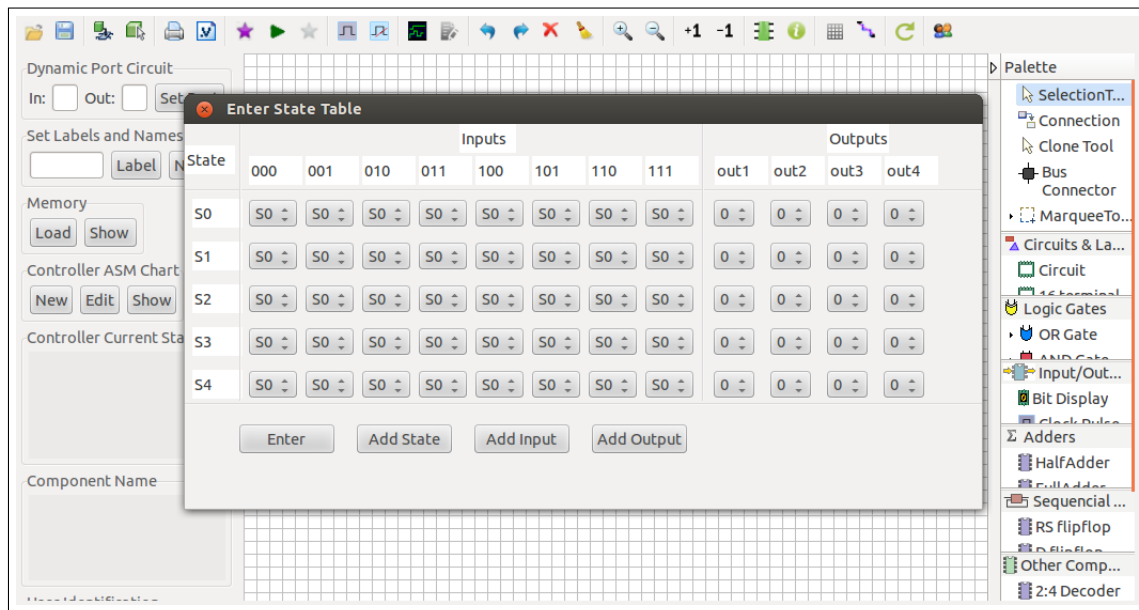 +1 -1
Dynamic Port Circuit
In: Out: Set
Set Labels and Names
Label N
Memory
Load Show
Controller ASM Chart
New Edit Show
Controller Current Sta
Component Name
Enter State Table
State Inputs Outputs
000 001 010 011 100 101 110 111 out1 out2 out3 out4
S0 S0 S0 S0 S0 S0 S0 S0 S0 0 0 0 0
S1 S0 S0 S0 S0 S0 S0 S0 S0 0 0 0 0
S2 S0 S0 S0 S0 S0 S0 S0 S0 0 0 0 0
S3 S0 S0 S0 S0 S0 S0 S0 S0 0 0 0 0
S4 S0 S0 S0 S0 S0 S0 S0 S0 0 0 0 0
Enter Add State Add Input Add Output
Palette
SelectionT...
Connection
Clone Tool
Bus
Connector
MarqueeTo...
Circuits & La...
Circuit
Logic Gates
OR Gate
AND Gate
Input/Out...
Bit Display
Clock Pulse
Adders
HalfAdder
FullAdder
Sequencial ...
RS flipflop
D flipflop
Other Comp...
2:4 Decoder